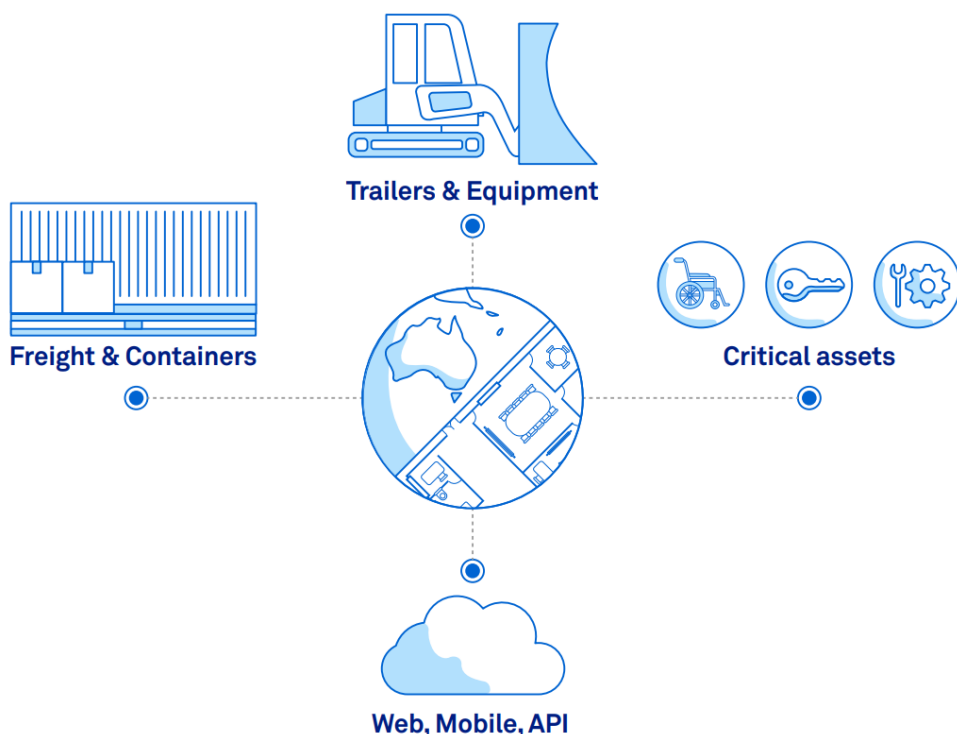 Trailers & Equipment
Freight & Containers
Critical assets
Web, Mobile, API